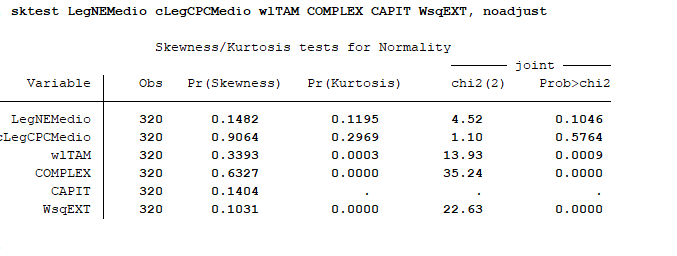 sktest LegNEMedio cLegCPCMedio wlTAM COMPLEX CAPIT WsqEXT, noadjust
Skewness/Kurtosis tests for Normality
joint
Variable Obs Pr(Skewness) Pr(Kurtosis) chi2(2) Prob>chi2
LegNEMedio 320 0.1482 0.1195 4.52 0.1046
cLegCPCMedio 320 0.9064 0.2969 1.10 0.5764
wlTAM 320 0.3393 0.0003 13.93 0.0009
COMPLEX 320 0.6327 0.0000 35.24 0.0000
CAPIT 320 0.1404 . . .
WsqEXT 320 0.1031 0.0000 22.63 0.0000